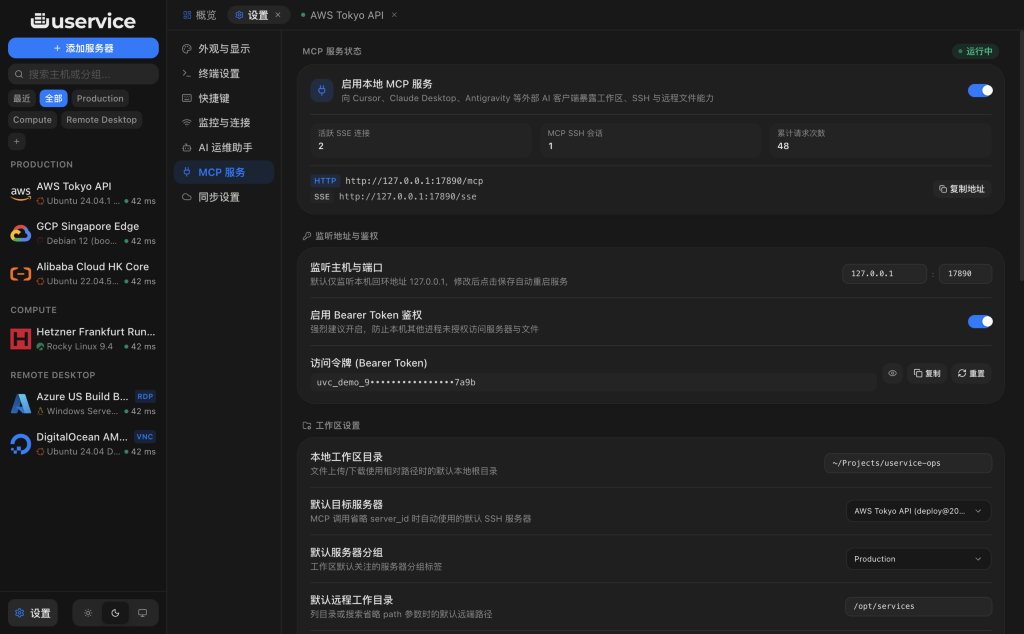 uservice
+ 添加服务器
搜索主机或分组...
最近 全部 Production
Compute Remote Desktop
+
PRODUCTION
aws AWS Tokyo API
Ubuntu 24.04.1 ... 42 ms
GCP Singapore Edge
Debian 12 (boo... 42 ms
Alibaba Cloud HK Core
Ubuntu 22.04.5... 42 ms
COMPUTE
Hetzner Frankfurt Run...
Rocky Linux 9.4 42 ms
REMOTE DESKTOP
Azure US Build B... RDP
Windows Serve... 42 ms
DigitalOcean AM... VNC
Ubuntu 24.04 D... 42 ms
设置
概览 设置 × AWS Tokyo API ×
外观与显示
终端设置
快捷键
监控与连接
AI 运维助手
MCP 服务
同步设置
MCP 服务状态 运行中
启用本地 MCP 服务
向 Cursor、Claude Desktop、Antigravity 等外部 AI 客户端暴露工作区、SSH 与远程文件能力
活跃 SSE 连接
2
MCP SSH 会话
1
累计请求次数
48
HTTP http://127.0.0.1:17890/mcp
SSE http://127.0.0.1:17890/sse
复制地址
监听地址与鉴权
监听主机与端口
默认仅监听本机回环地址 127.0.0.1，修改后点击保存自动重启服务
127.0.0.1 : 17890
启用 Bearer Token 鉴权
强烈建议开启，防止本机其他进程未授权访问服务器与文件
访问令牌 (Bearer Token)
uvc_demo_9••••••••••••••••7a9b
复制 重置
工作区设置
本地工作区目录
文件上传/下载使用相对路径时的默认本地根目录
~/Projects/uservice-ops
默认目标服务器
MCP 调用省略 server_id 时自动使用的默认 SSH 服务器
AWS Tokyo API (deploy@20...
默认服务器分组
工作区默认关注的服务器分组标签
Production
默认远程工作目录
列目录或搜索省略 path 参数时的默认远端路径
/opt/services